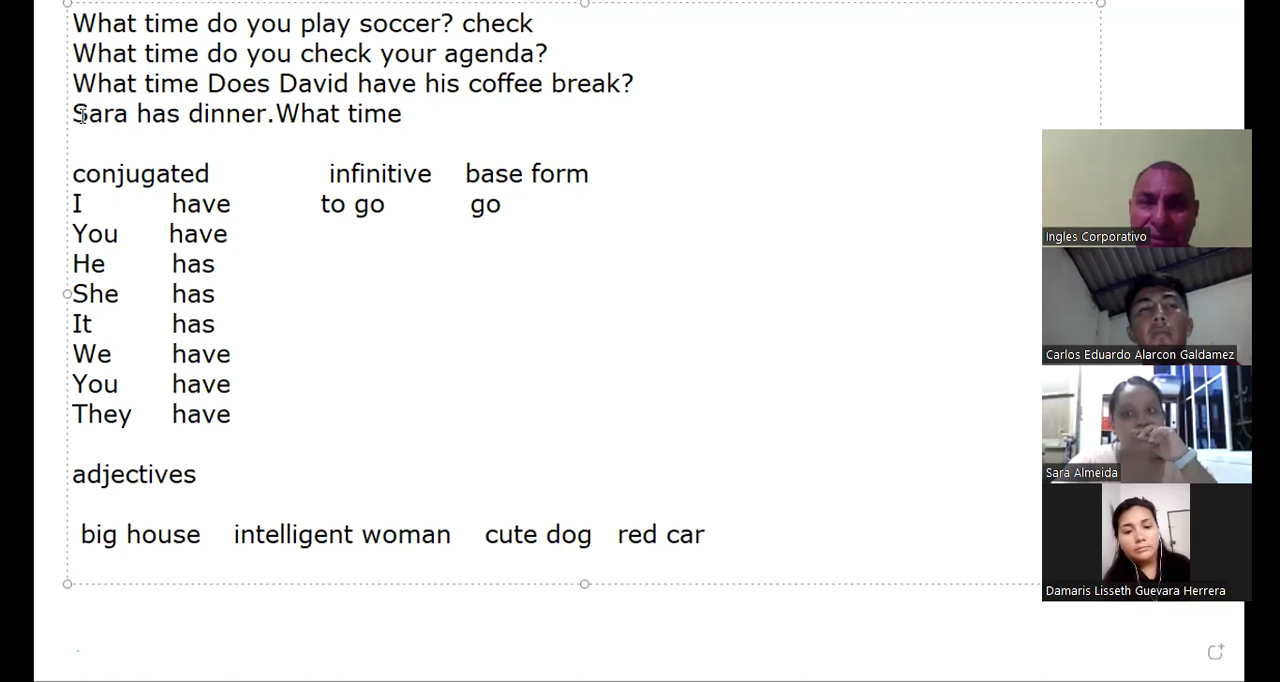 What time do you play soccer? check
What time do you check your agenda?
What time Does David have his coffee break?
Sara has dinner.What time
conjugated infinitive base form
I have to go go
You have
He has
She has
It has
We have
You have
They have
adjectives
big house intelligent woman cute dog red car
Ingles Corporativo
Carlos Eduardo Alarcon Galdamez
Sara Almeida
Damaris Lisseth Guevara Herrera